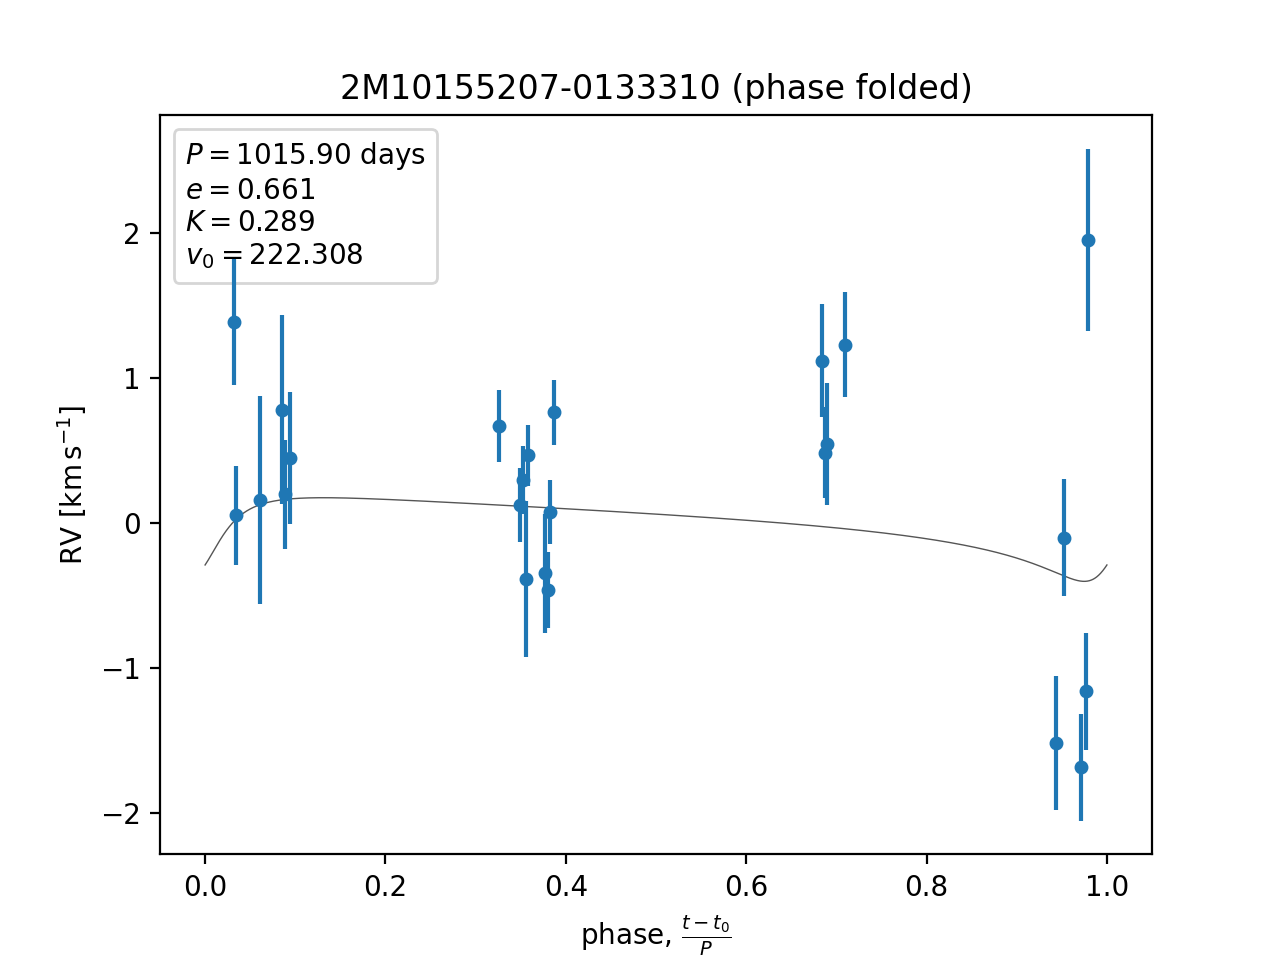 2M10155207-0133310 (phase folded)
P = 1015.90 days
e = 0.661
K = 0.289
v₀ = 222.308
RV [km s⁻¹]
2
1
0
−1
−2
0.0 0.2 0.4 0.6 0.8 1.0
phase, (t − t₀)/P